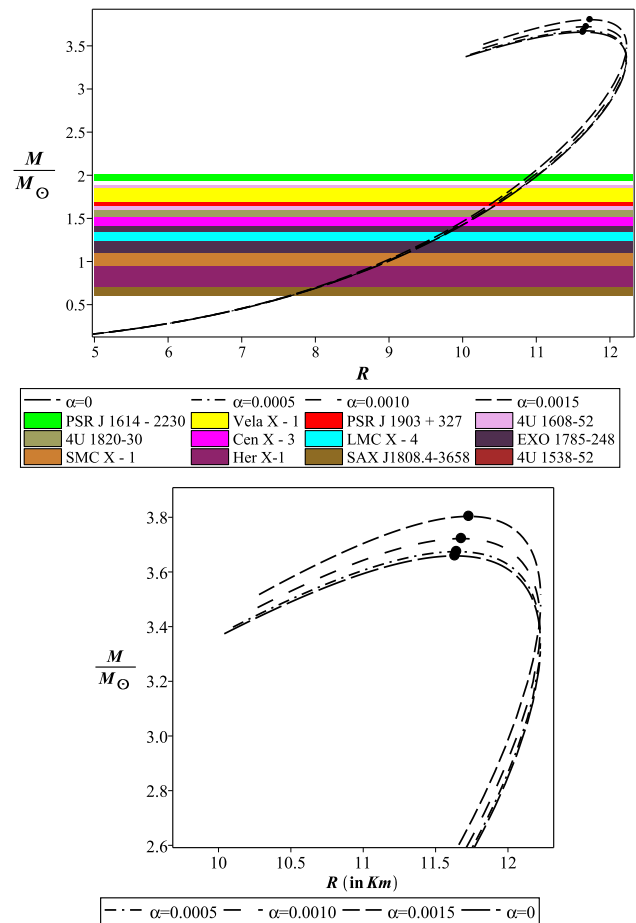 3.5
3
2.5
2
1.5
1
0.5
M
M☉
5 6 7 8 9 10 11 12
R
α=0 α=0.0005 α=0.0010 α=0.0015
PSR J 1614 - 2230 Vela X - 1 PSR J 1903 + 327 4U 1608-52
4U 1820-30 Cen X - 3 LMC X - 4 EXO 1785-248
SMC X - 1 Her X-1 SAX J1808.4-3658 4U 1538-52
3.8
3.6
3.4
3.2
3.0
2.8
2.6
M
M☉
10 10.5 11 11.5 12
R (in Km)
α=0.0005 α=0.0010 α=0.0015 α=0